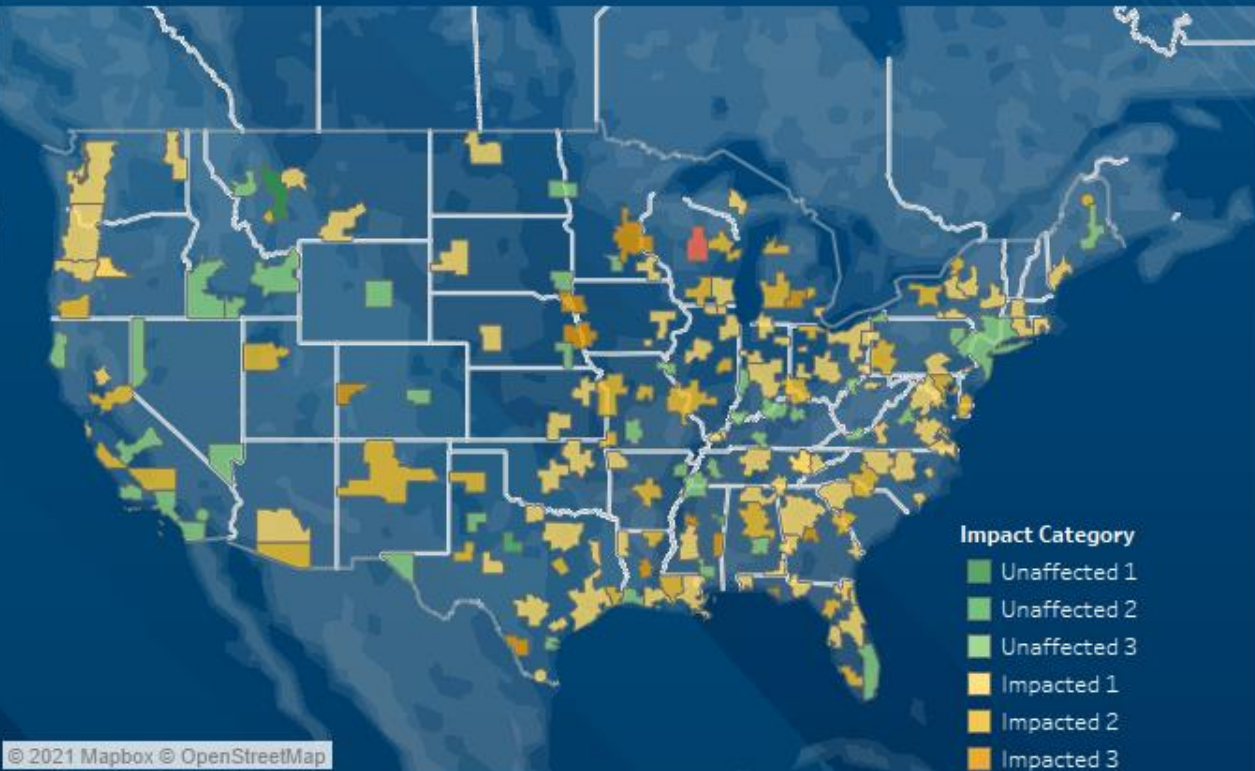 Impact Category
Unaffected 1
Unaffected 2
Unaffected 3
Impacted 1
Impacted 2
Impacted 3
© 2021 Mapbox © OpenStreetMap